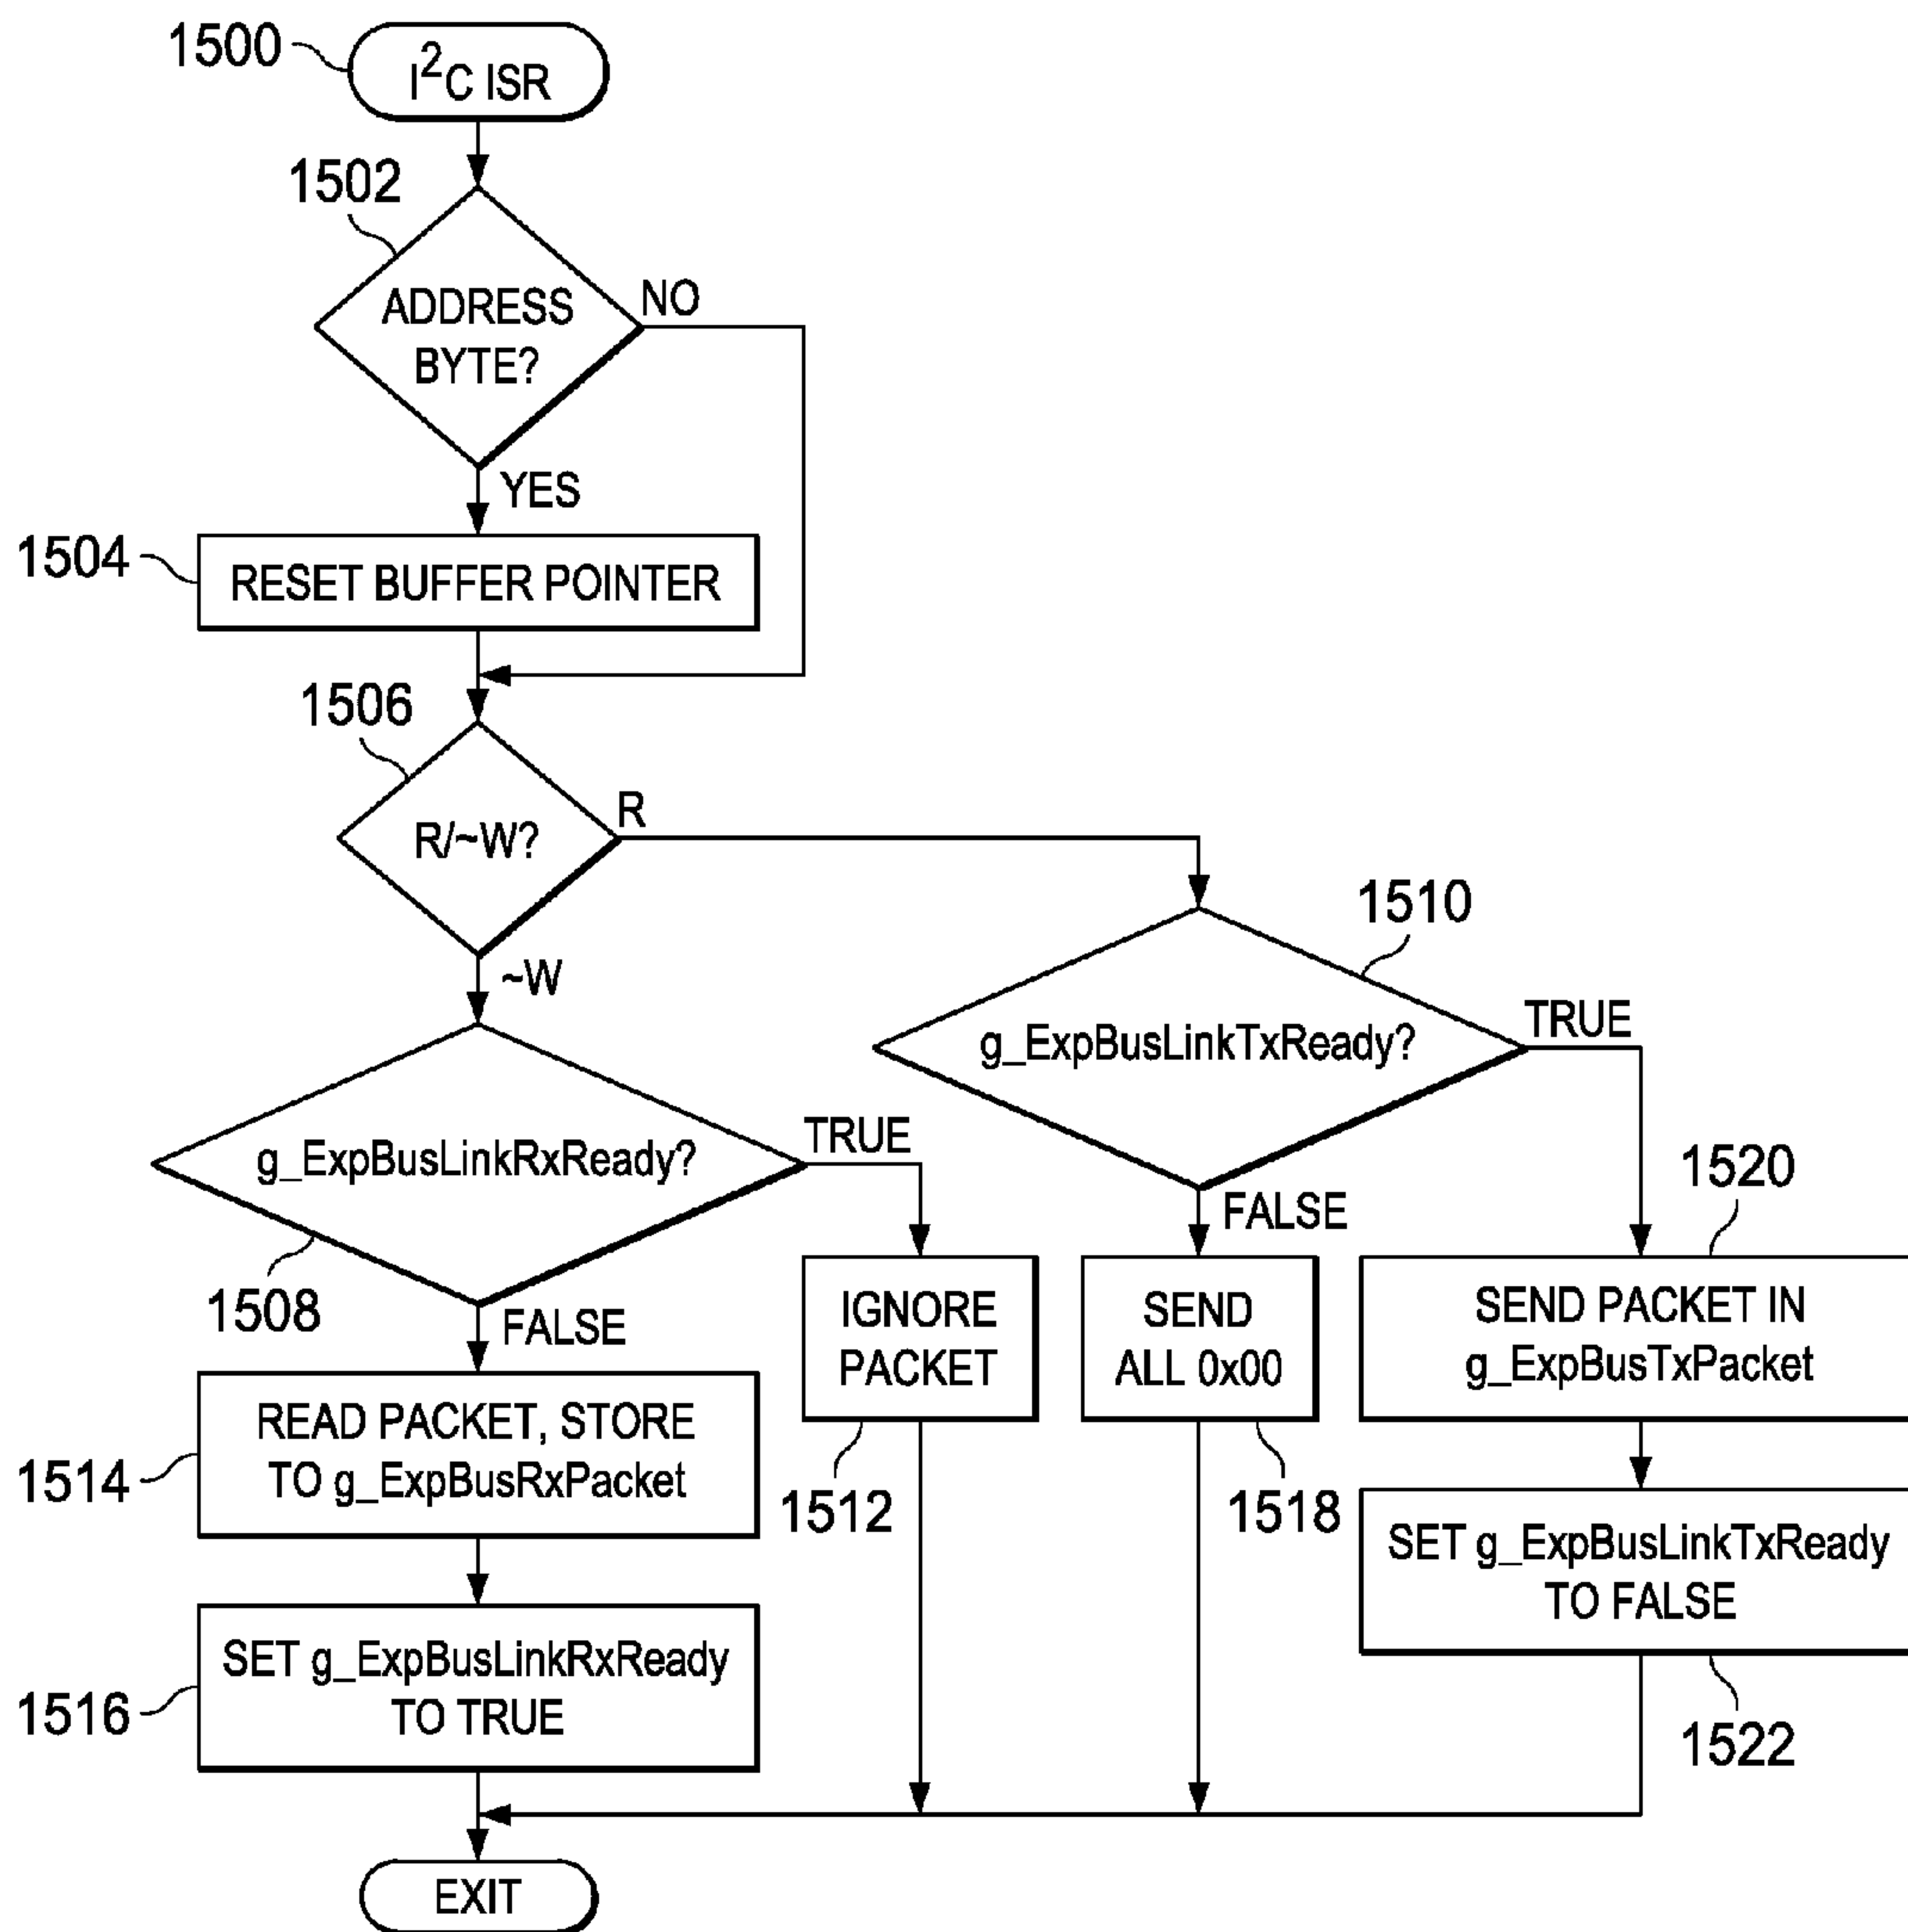 1500
I²C ISR
1502
ADDRESS
BYTE?
NO
YES
1504
RESET BUFFER POINTER
1506
R/~W?
R
~W
1510
g_ExpBusLinkTxReady?
TRUE
FALSE
g_ExpBusLinkRxReady?
TRUE
1508
FALSE
1520
IGNORE
PACKET
1512
SEND
ALL 0x00
1518
SEND PACKET IN
g_ExpBusTxPacket
READ PACKET, STORE
TO g_ExpBusRxPacket
1514
SET g_ExpBusLinkTxReady
TO FALSE
1522
SET g_ExpBusLinkRxReady
TO TRUE
1516
EXIT